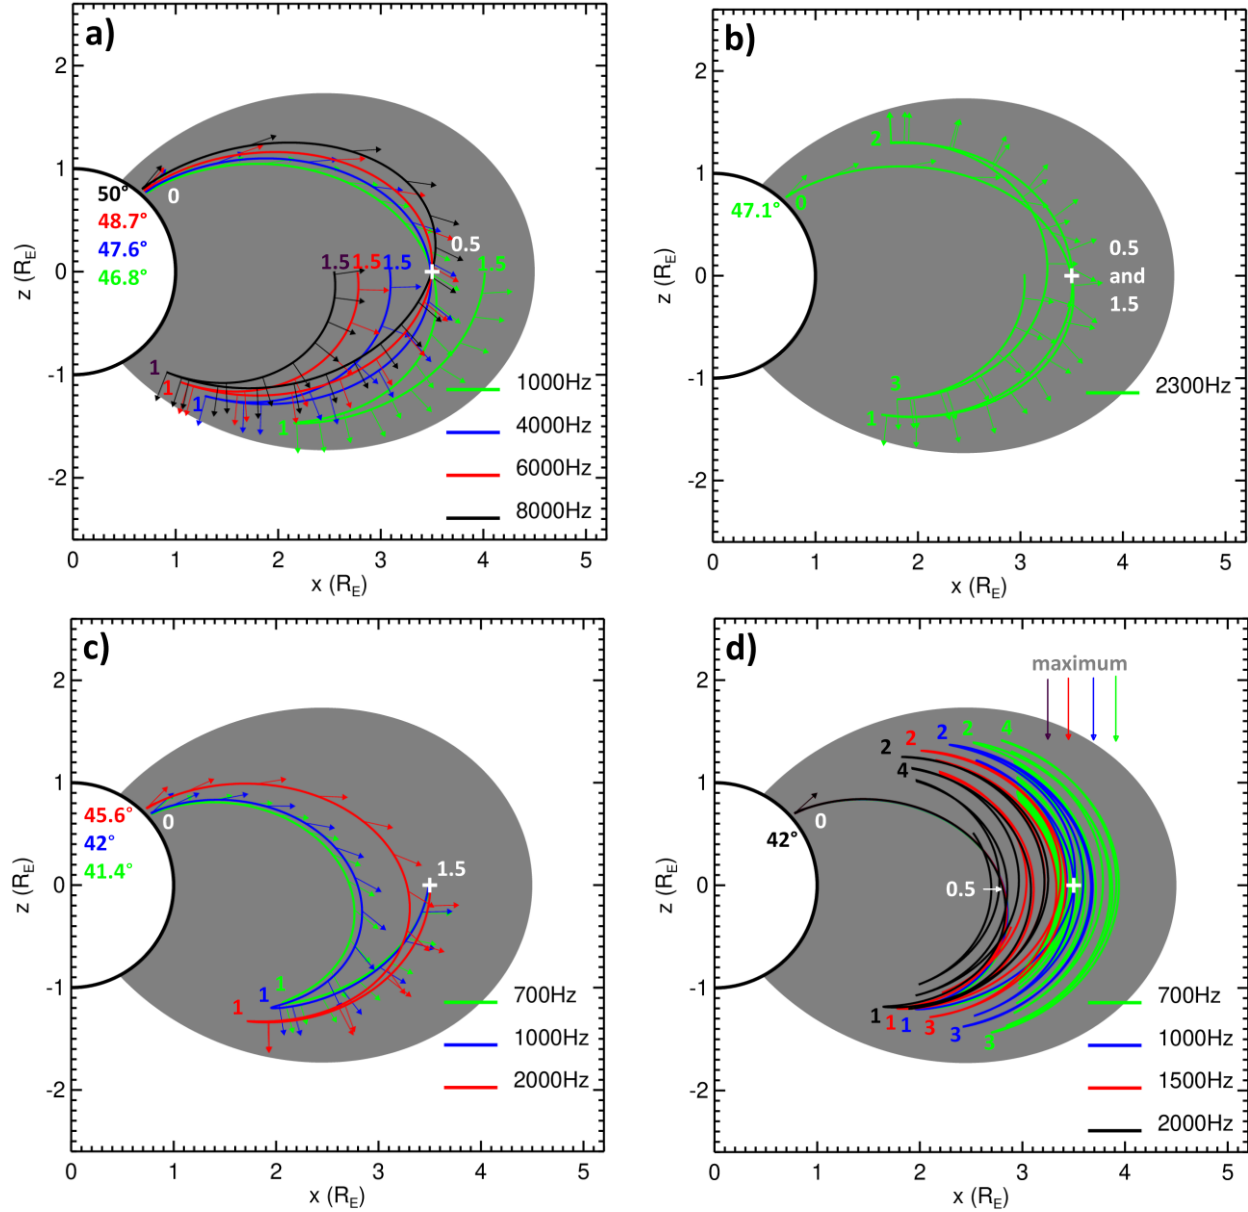 a)
2
1
0
-1
-2
z (R_E)
50°
48.7°
47.6°
46.8°
0
0.5
1.5
1.5
1.5
1.5
1
1
1
1
1000Hz
4000Hz
6000Hz
8000Hz
0 1 2 3 4 5
x (R_E)
b)
2
1
0
-1
-2
z (R_E)
47.1°
0
2
0.5
and
1.5
3
1
2300Hz
0 1 2 3 4 5
x (R_E)
c)
2
1
0
-1
-2
z (R_E)
45.6°
42°
41.4°
0
1.5
1
1
1
700Hz
1000Hz
2000Hz
0 1 2 3 4 5
x (R_E)
d)
maximum
2
1
0
-1
-2
z (R_E)
42°
0
2 2 2 2 4
4
0.5
1 1 1 3 3 3
700Hz
1000Hz
1500Hz
2000Hz
0 1 2 3 4 5
x (R_E)